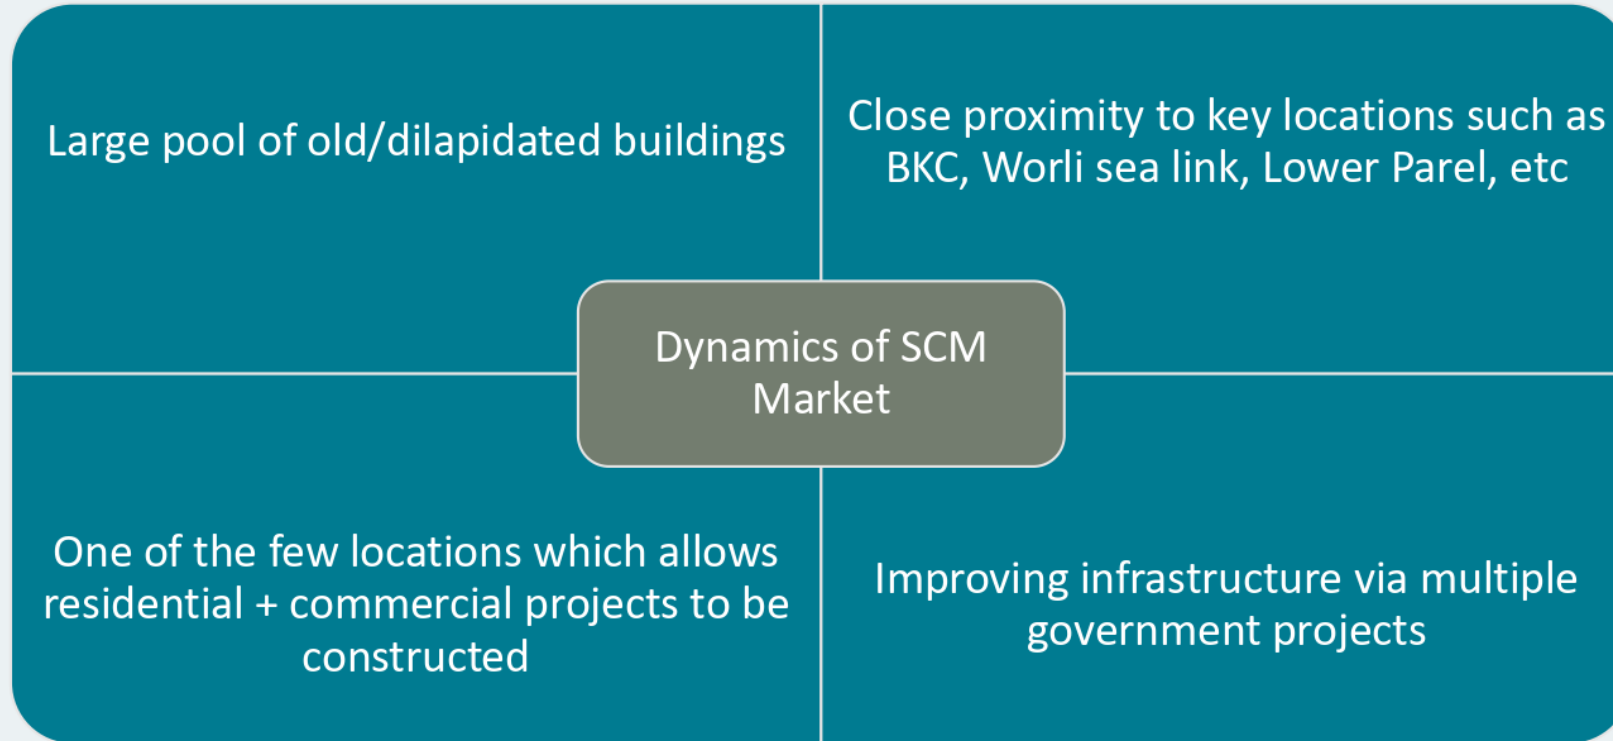 Large pool of old/dilapidated buildings
Close proximity to key locations such as
BKC, Worli sea link, Lower Parel, etc
Dynamics of SCM
Market
One of the few locations which allows
residential + commercial projects to be
constructed
Improving infrastructure via multiple
government projects